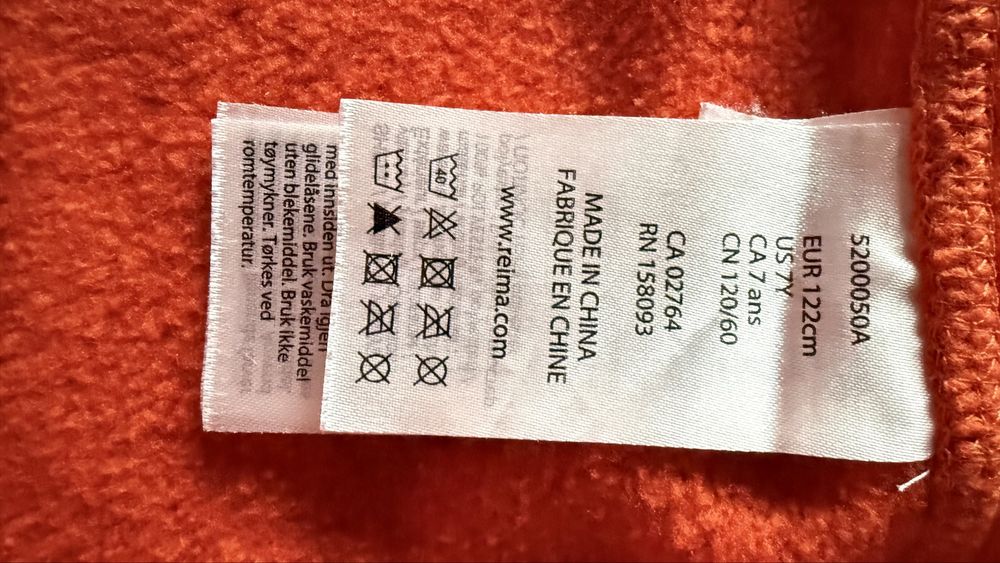 5200050A
EUR 122cm
US 7Y
CA 7 ans
CN 120/60
CA 02764
RN 158093
MADE IN CHINA
FABRIQUE EN CHINE
www.reima.com
40
med innsiden ut. Dra igjen
glidelåsene. Bruk vaskemiddel
uten blekemiddel. Bruk ikke
tøymykner. Tørkes ved
romtemperatur.